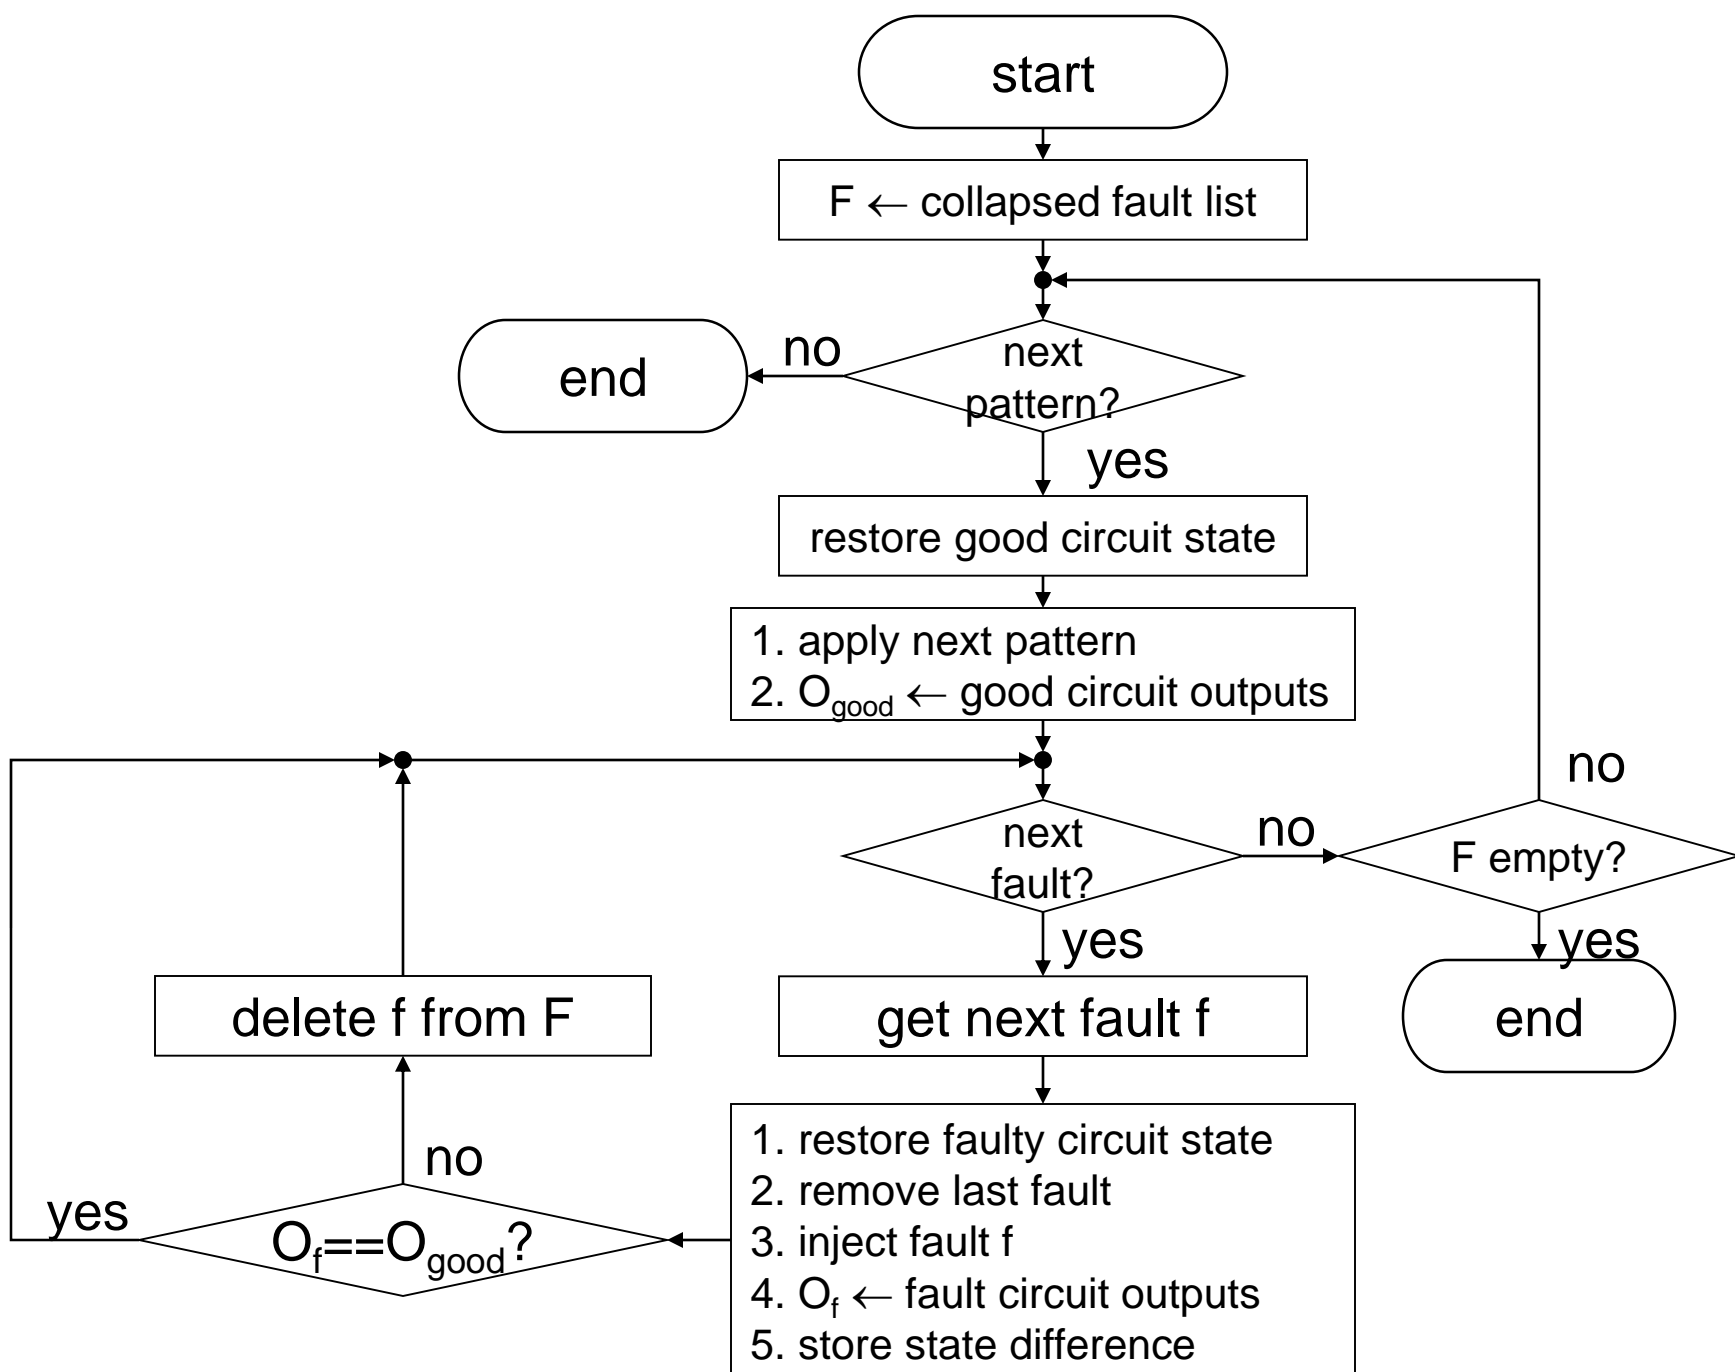 start
F ← collapsed fault list
no
next
pattern?
end
yes
restore good circuit state
1. apply next pattern
2. O_good ← good circuit outputs
no
next
fault?
no
F empty?
yes
yes
delete f from F
get next fault f
end
1. restore faulty circuit state
2. remove last fault
3. inject fault f
4. O_f ← fault circuit outputs
5. store state difference
no
yes
O_f==O_good?